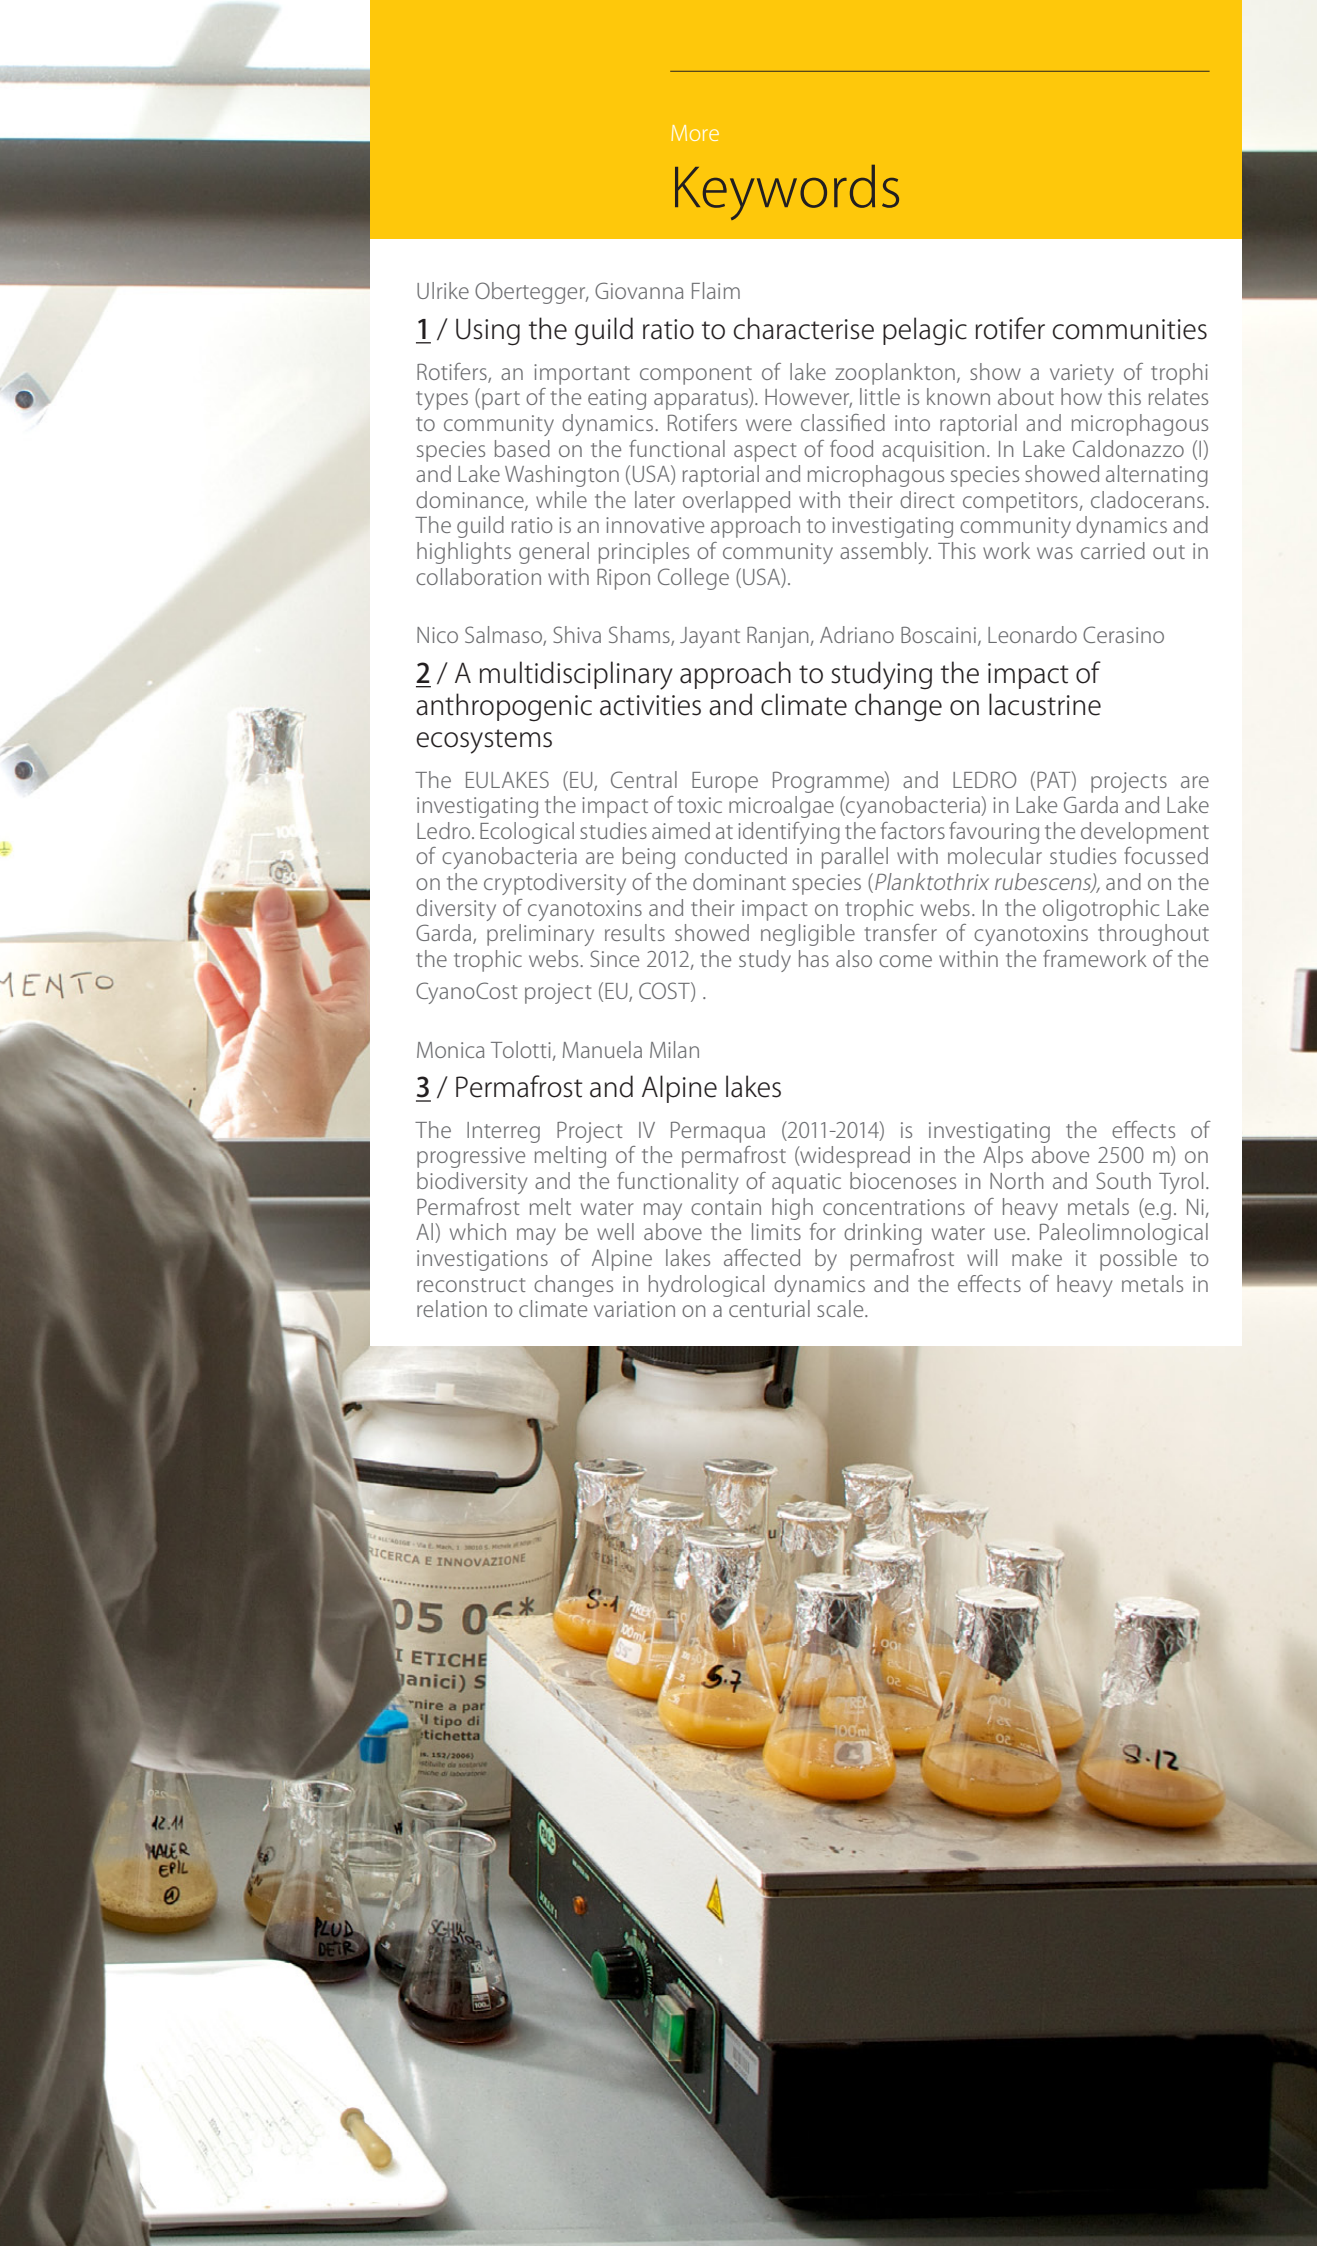 More
Keywords
Ulrike Obertegger, Giovanna Flaim
1 / Using the guild ratio to characterise pelagic rotifer communities
Rotifers, an important component of lake zooplankton, show a variety of trophi
types (part of the eating apparatus). However, little is known about how this relates
to community dynamics. Rotifers were classified into raptorial and microphagous
species based on the functional aspect of food acquisition. In Lake Caldonazzo (I)
and Lake Washington (USA) raptorial and microphagous species showed alternating
dominance, while the later overlapped with their direct competitors, cladocerans.
The guild ratio is an innovative approach to investigating community dynamics and
highlights general principles of community assembly. This work was carried out in
collaboration with Ripon College (USA).
Nico Salmaso, Shiva Shams, Jayant Ranjan, Adriano Boscaini, Leonardo Cerasino
2 / A multidisciplinary approach to studying the impact of
anthropogenic activities and climate change on lacustrine
ecosystems
The EULAKES (EU, Central Europe Programme) and LEDRO (PAT) projects are
investigating the impact of toxic microalgae (cyanobacteria) in Lake Garda and Lake
Ledro. Ecological studies aimed at identifying the factors favouring the development
of cyanobacteria are being conducted in parallel with molecular studies focussed
on the cryptodiversity of the dominant species (Planktothrix rubescens), and on the
diversity of cyanotoxins and their impact on trophic webs. In the oligotrophic Lake
Garda, preliminary results showed negligible transfer of cyanotoxins throughout
the trophic webs. Since 2012, the study has also come within the framework of the
CyanoCost project (EU, COST) .
Monica Tolotti, Manuela Milan
3 / Permafrost and Alpine lakes
The Interreg Project IV Permaqua (2011-2014) is investigating the effects of
progressive melting of the permafrost (widespread in the Alps above 2500 m) on
biodiversity and the functionality of aquatic biocenoses in North and South Tyrol.
Permafrost melt water may contain high concentrations of heavy metals (e.g. Ni,
Al) which may be well above the limits for drinking water use. Paleolimnological
investigations of Alpine lakes affected by permafrost will make it possible to
reconstruct changes in hydrological dynamics and the effects of heavy metals in
relation to climate variation on a centurial scale.
100
75
MENTO
RICERCA E INNOVAZIONE
05 06*
I ETICHE
anici) S
nire a par
il tipo di
etichetta
S.1
PYREX
100ml
S.7
PYREX
100ml
S.12
12.11
MALER
EPIL
1
PLUD
DETR
SCHW